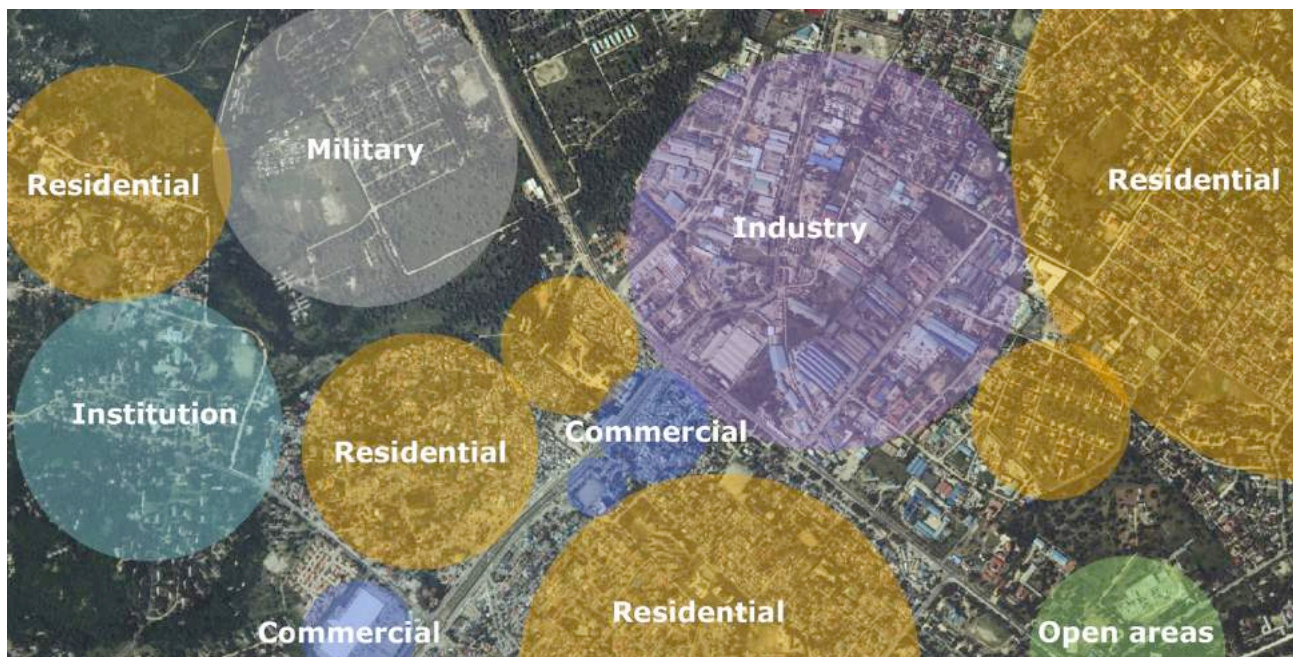 Military
Residential
Residential
Industry
Institution
Commercial
Residential
Residential
Commercial
Open areas